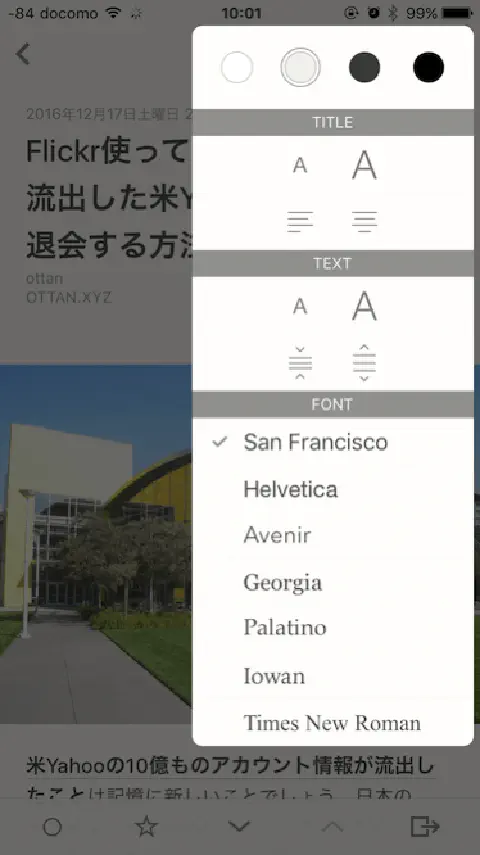 -84 docomo 10:01 99%
2016年12月17日土曜日 2
Flickr使って
流出した米Y
退会する方法
ottan
OTTAN.XYZ
TITLE
A A
TEXT
A A
FONT
San Francisco
Helvetica
Avenir
Georgia
Palatino
Iowan
Times New Roman
米Yahooの10億ものアカウント情報が流出し
たことは記憶に新しいことでしょう。日本の